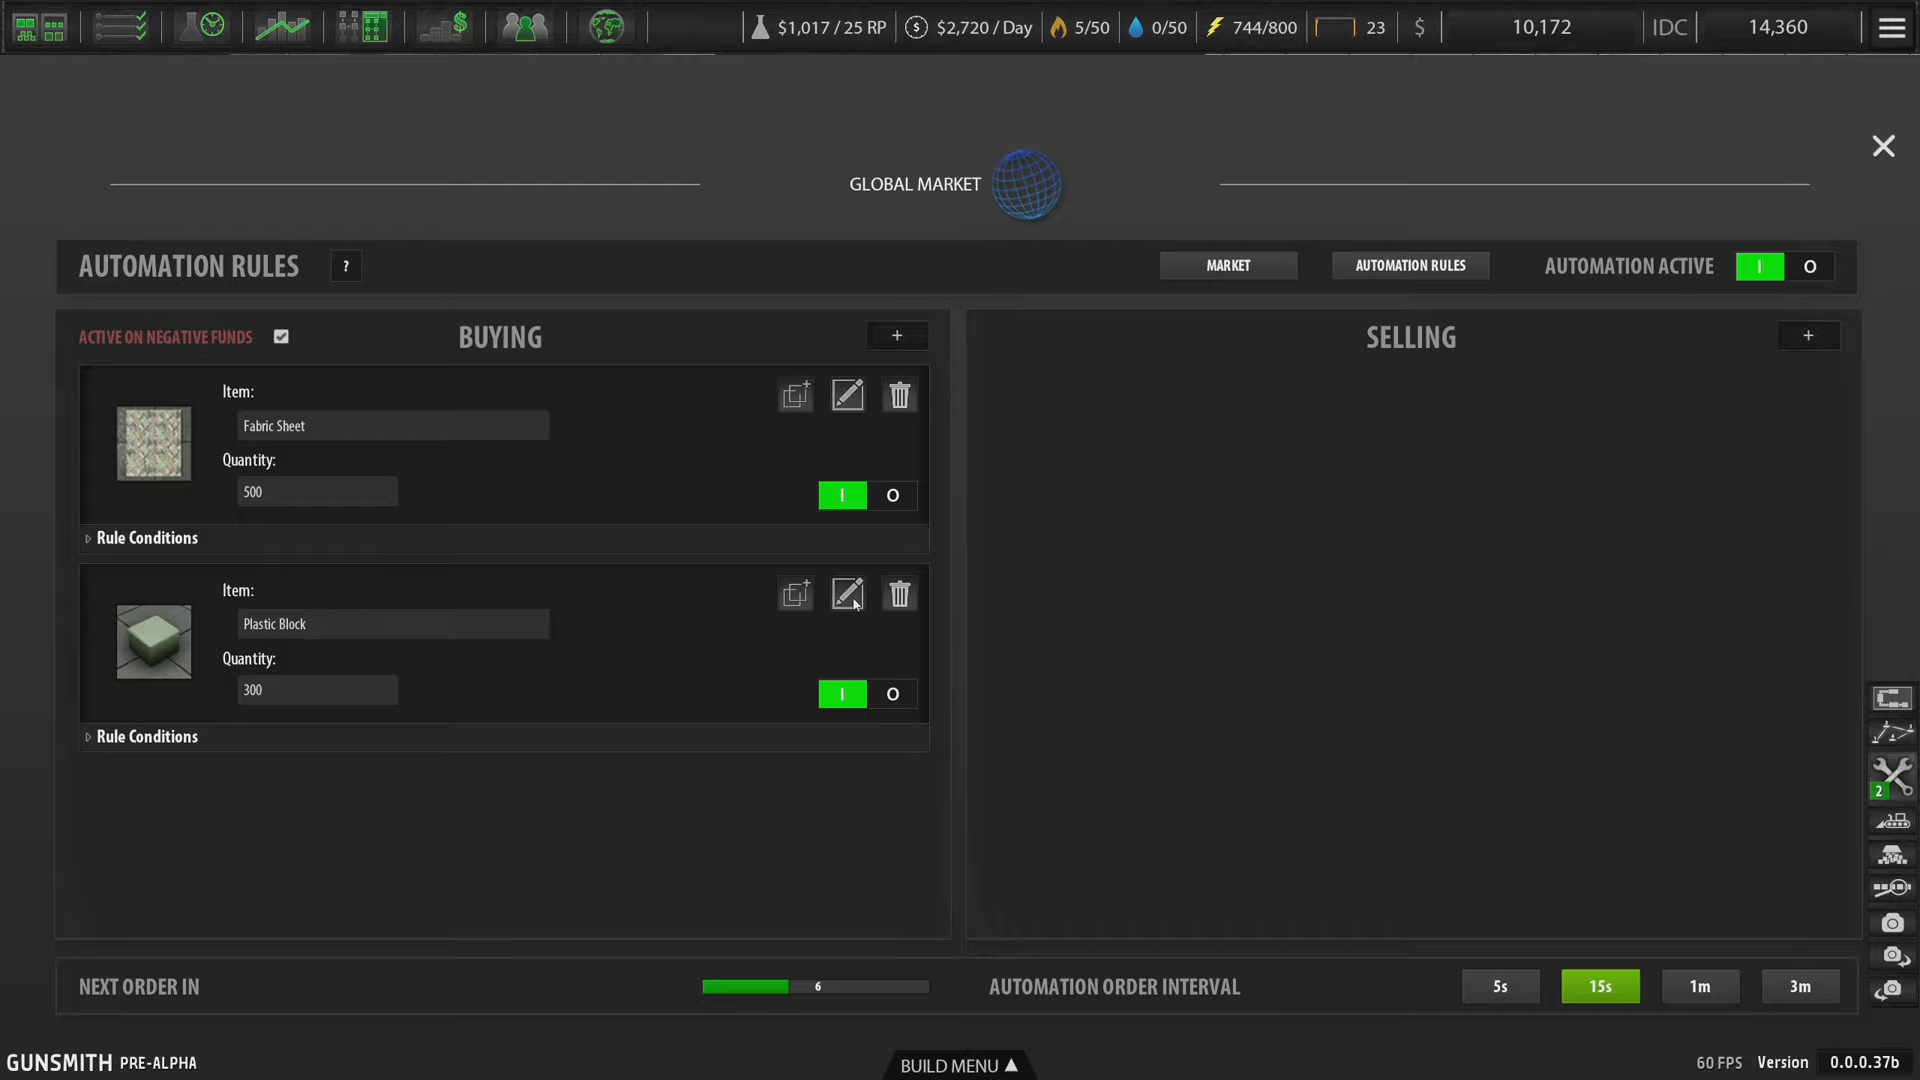 $1,017 / 25 RP
$2,720 / Day
5/50
0/50
744/800
23
$
10,172
IDC
14,360
GLOBAL MARKET
AUTOMATION RULES
?
MARKET
AUTOMATION RULES
AUTOMATION ACTIVE
I
O
ACTIVE ON NEGATIVE FUNDS
BUYING
+
SELLING
+
Item:
Fabric Sheet
Quantity:
500
I
O
Rule Conditions
Item:
Plastic Block
Quantity:
300
I
O
Rule Conditions
2
NEXT ORDER IN
6
AUTOMATION ORDER INTERVAL
5s
15s
1m
3m
GUNSMITH PRE-ALPHA
BUILD MENU
60 FPS
Version
0.0.0.37b